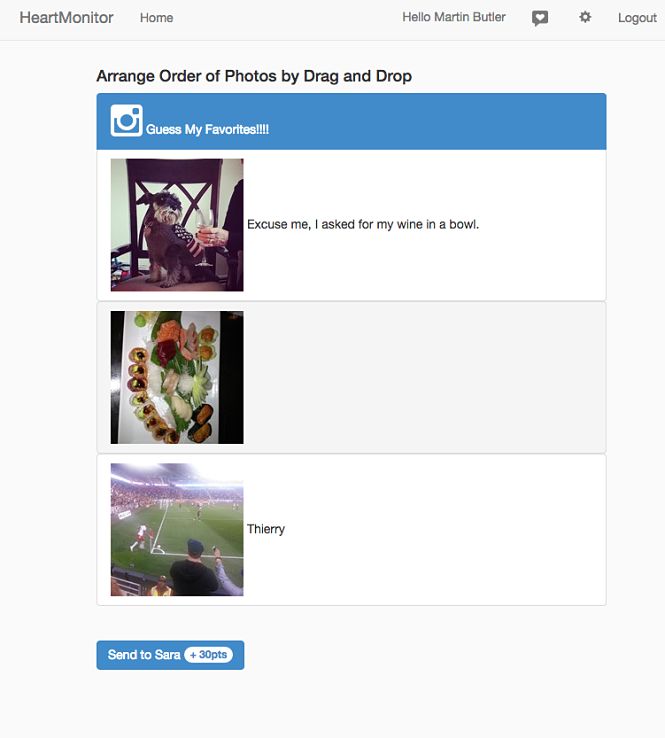 HeartMonitor Home Hello Martin Butler Logout
Arrange Order of Photos by Drag and Drop
Guess My Favorites!!!!
Excuse me, I asked for my wine in a bowl.
Thierry
Send to Sara + 30pts